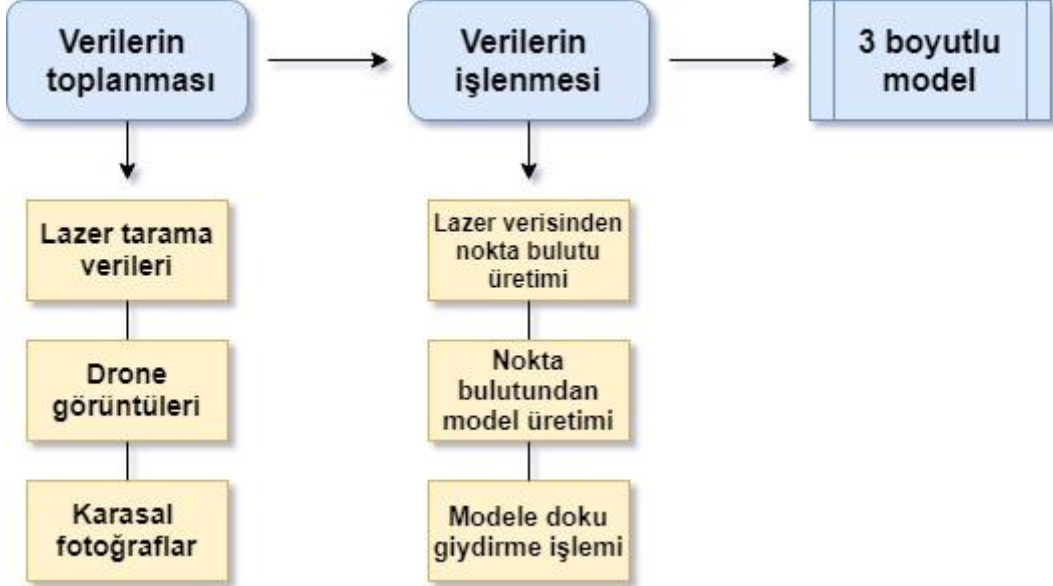 Verilerin
toplanması
Verilerin
işlenmesi
3 boyutlu
model
Lazer tarama
verileri
Drone
görüntüleri
Karasal
fotoğraflar
Lazer verisinden
nokta bulutu
üretimi
Nokta
bulutundan
model üretimi
Modele doku
giydirme işlemi